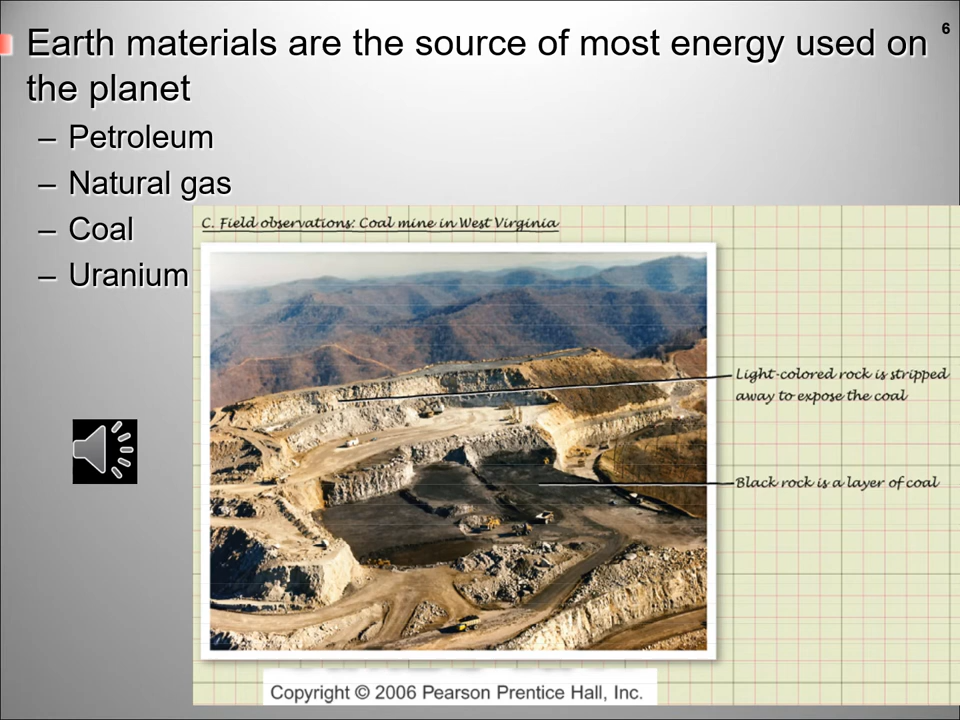 6
Earth materials are the source of most energy used on
the planet
– Petroleum
– Natural gas
– Coal
– Uranium
C. Field observations: Coal mine in West Virginia
Light-colored rock is stripped
away to expose the coal
Black rock is a layer of coal
Copyright © 2006 Pearson Prentice Hall, Inc.